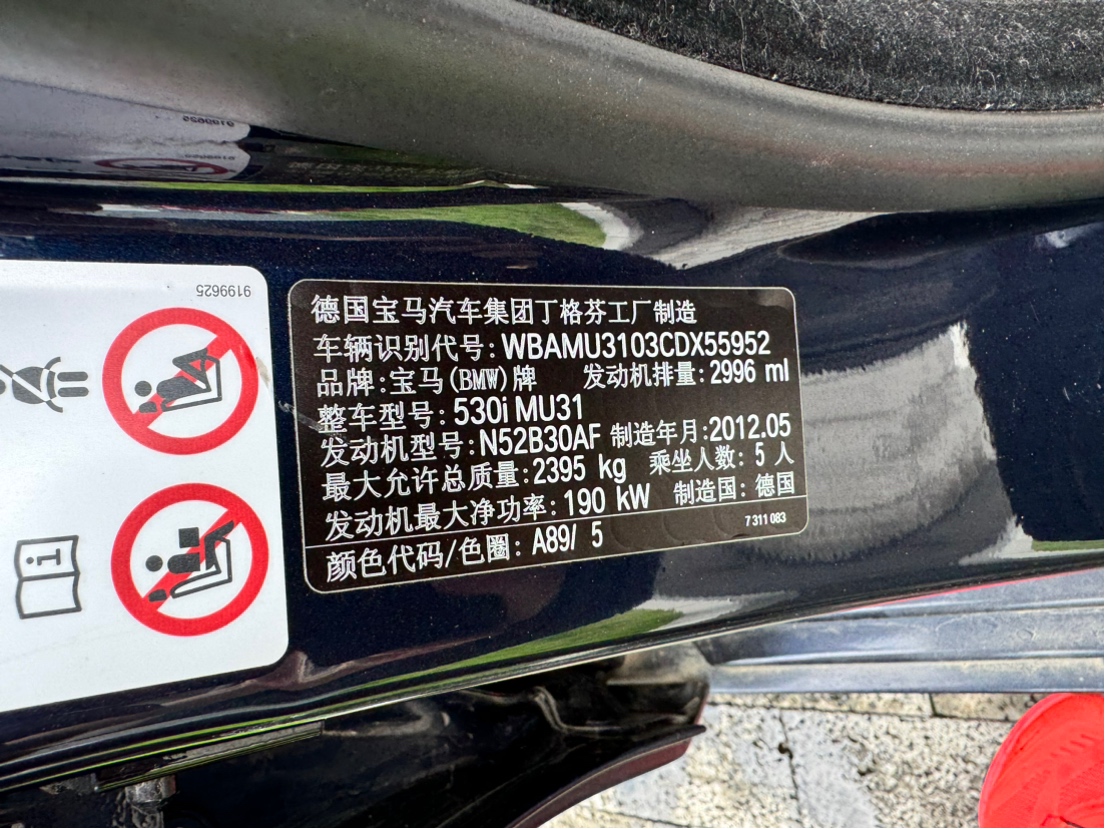 9199625
德国宝马汽车集团丁格芬工厂制造
车辆识别代号:WBAMU3103CDX55952
品牌:宝马(BMW)牌 发动机排量:2996 ml
整车型号:530i MU31
发动机型号:N52B30AF 制造年月:2012.05
最大允许总质量:2395 kg 乘坐人数: 5 人
发动机最大净功率:190 kW 制造国: 德国
7 311 083
颜色代码/色圈: A89/ 5